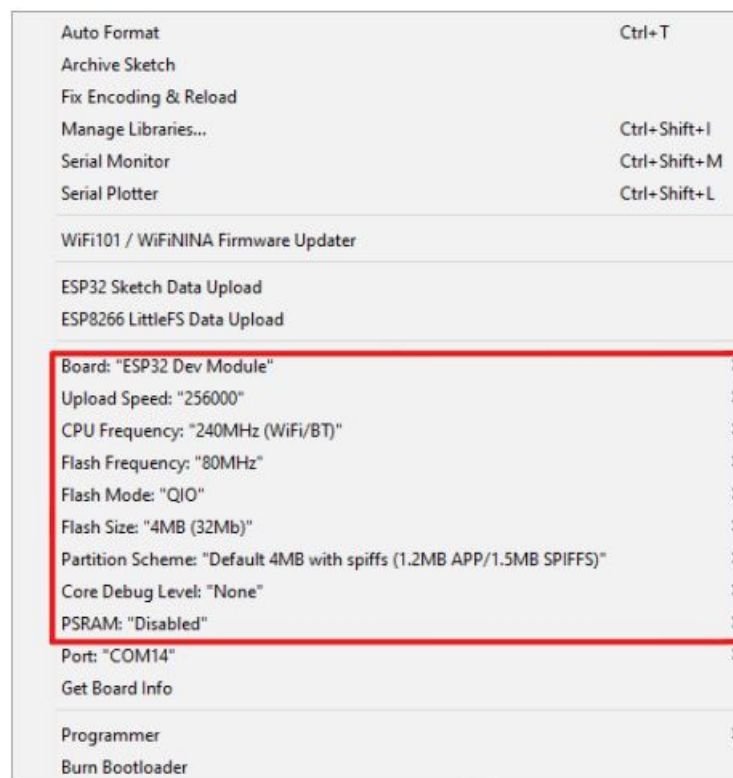 Auto Format Ctrl+T
Archive Sketch
Fix Encoding & Reload
Manage Libraries... Ctrl+Shift+I
Serial Monitor Ctrl+Shift+M
Serial Plotter Ctrl+Shift+L
WiFi101 / WiFiNINA Firmware Updater
ESP32 Sketch Data Upload
ESP8266 LittleFS Data Upload
Board: "ESP32 Dev Module"
Upload Speed: "256000"
CPU Frequency: "240MHz (WiFi/BT)"
Flash Frequency: "80MHz"
Flash Mode: "QIO"
Flash Size: "4MB (32Mb)"
Partition Scheme: "Default 4MB with spiffs (1.2MB APP/1.5MB SPIFFS)"
Core Debug Level: "None"
PSRAM: "Disabled"
Port: "COM14"
Get Board Info
Programmer
Burn Bootloader